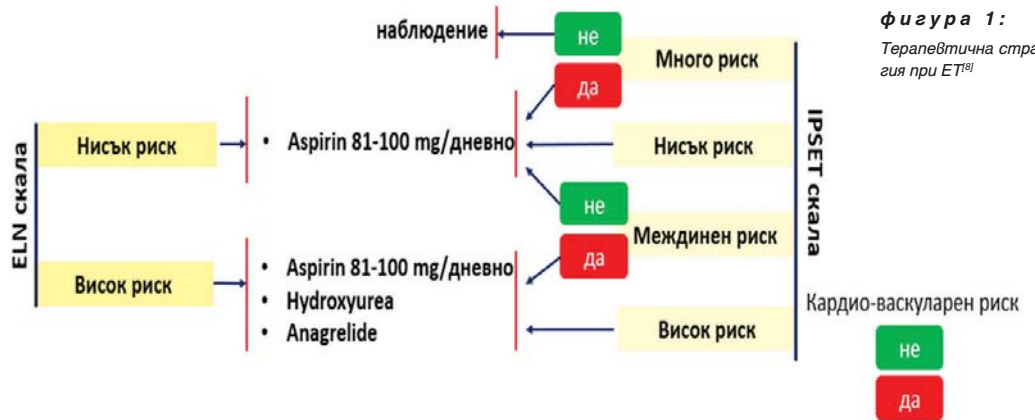 наблюдение
не
да
Много риск
фигура 1:
Терапевтична стра
гия при ET[8]
ELN скала
Нисък риск
• Aspirin 81-100 mg/дневно
Нисък риск
IPSET скала
не
да
Междинен риск
Висок риск
• Aspirin 81-100 mg/дневно
• Hydroxyurea
• Anagrelide
Висок риск
Кардио-васкуларен риск
не
да